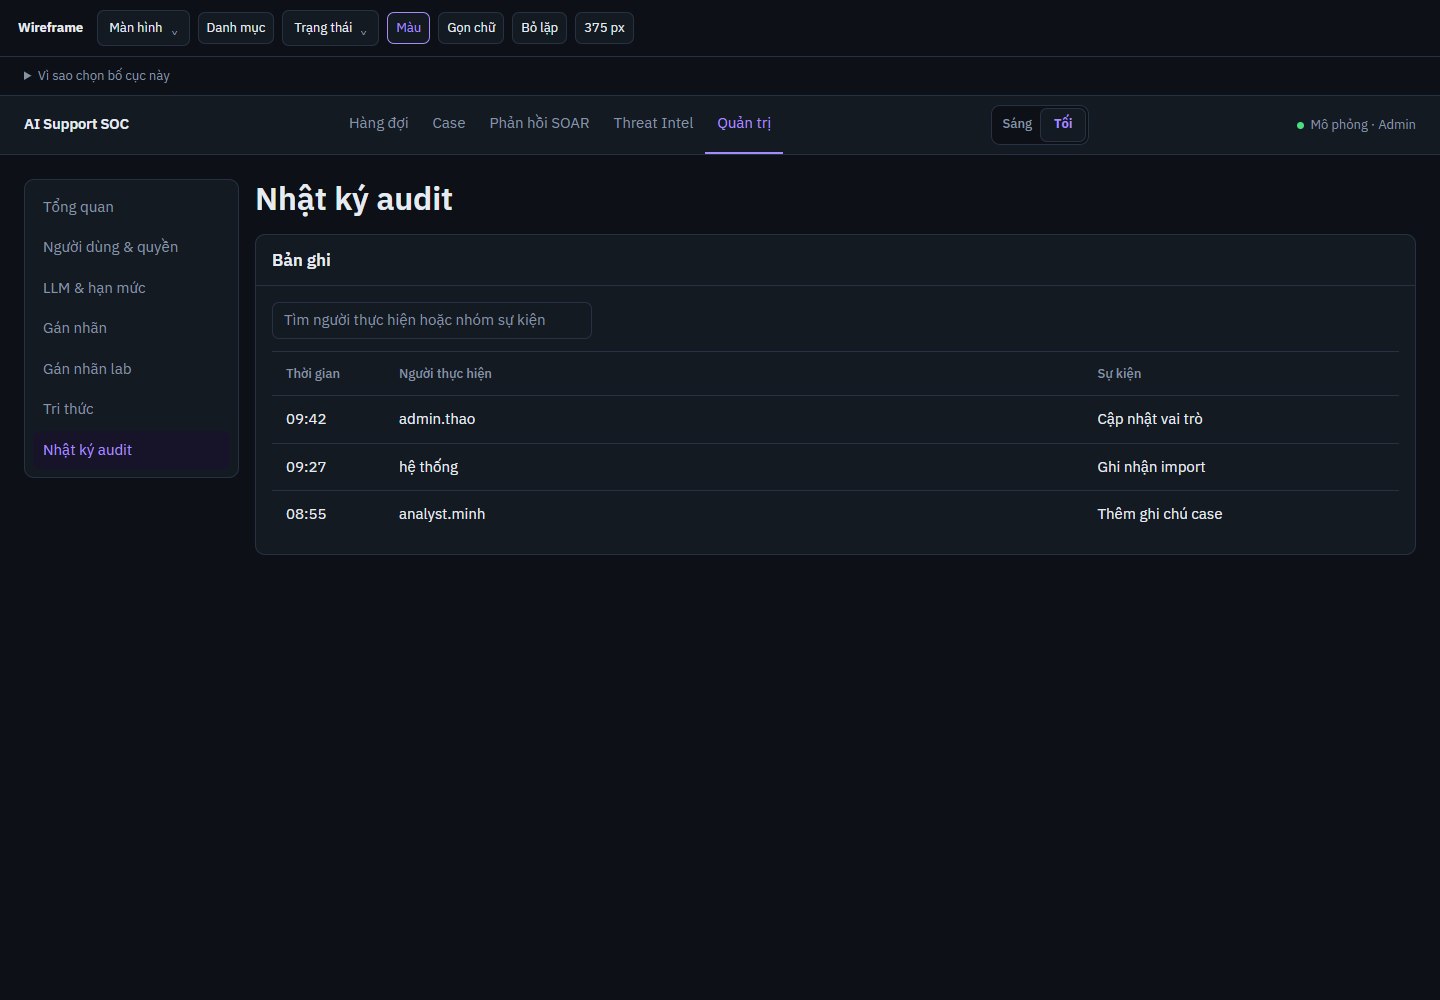 Wireframe Màn hình Danh mục Trạng thái Màu Gọn chữ Bỏ lặp 375 px
Vì sao chọn bố cục này
AI Support SOC Hàng đợi Case Phản hồi SOAR Threat Intel Quản trị Sáng Tối Mô phỏng · Admin
Tổng quan
Người dùng & quyền
LLM & hạn mức
Gán nhãn
Gán nhãn lab
Tri thức
Nhật ký audit
Nhật ký audit
Bản ghi
Tìm người thực hiện hoặc nhóm sự kiện
Thời gian Người thực hiện Sự kiện
09:42 admin.thao Cập nhật vai trò
09:27 hệ thống Ghi nhận import
08:55 analyst.minh Thêm ghi chú case